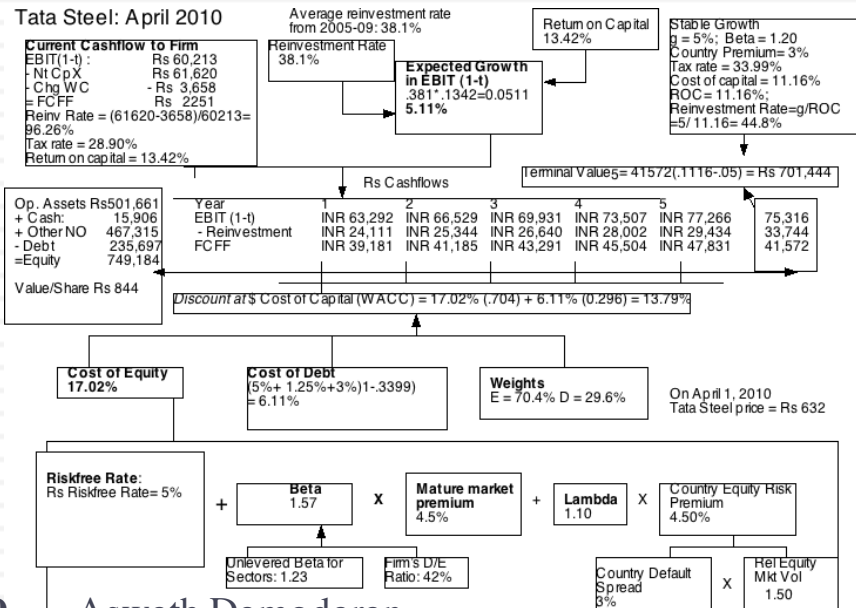 Tata Steel: April 2010
Average reinvestment rate
from 2005-09: 38.1%
Current Cashflow to Firm
EBIT(1-t) : Rs 60,213
- Nt CpX Rs 61,620
- Chg WC - Rs 3,658
= FCFF Rs 2251
Reinv Rate = (61620-3658)/60213=
96.26%
Tax rate = 28.90%
Return on capital = 13.42%
Reinvestment Rate
38.1%
Return on Capital
13.42%
Expected Growth
in EBIT (1-t)
.381*.1342=0.0511
5.11%
Stable Growth
g = 5%; Beta = 1.20
Country Premium= 3%
Tax rate = 33.99%
Cost of capital = 11.16%
ROC= 11.16%;
Reinvestment Rate=g/ROC
=5/ 11.16= 44.8%
Terminal Value5= 41572(.1116-.05) = Rs 701,444
Rs Cashflows
Op. Assets Rs501,661
+ Cash: 15,906
+ Other NO 467,315
- Debt 235,697
=Equity 749,184
Value/Share Rs 844
Year 1 2 3 4 5
EBIT (1-t) INR 63,292 INR 66,529 INR 69,931 INR 73,507 INR 77,266 75,316
- Reinvestment INR 24,111 INR 25,344 INR 26,640 INR 28,002 INR 29,434 33,744
FCFF INR 39,181 INR 41,185 INR 43,291 INR 45,504 INR 47,831 41,572
Discount at $ Cost of Capital (WACC) = 17.02% (.704) + 6.11% (0.296) = 13.79%
Cost of Equity
17.02%
Cost of Debt
(5%+ 1.25%+3%)1-.3399)
= 6.11%
Weights
E = 70.4% D = 29.6%
On April 1, 2010
Tata Steel price = Rs 632
Riskfree Rate:
Rs Riskfree Rate= 5%
+
Beta
1.57
X
Mature market
premium
4.5%
+
Lambda
1.10
X
Country Equity Risk
Premium
4.50%
Unlevered Beta for
Sectors: 1.23
Firm's D/E
Ratio: 42%
Country Default
Spread
3%
X
Rel Equity
Mkt Vol
1.50
Aswath Damodaran